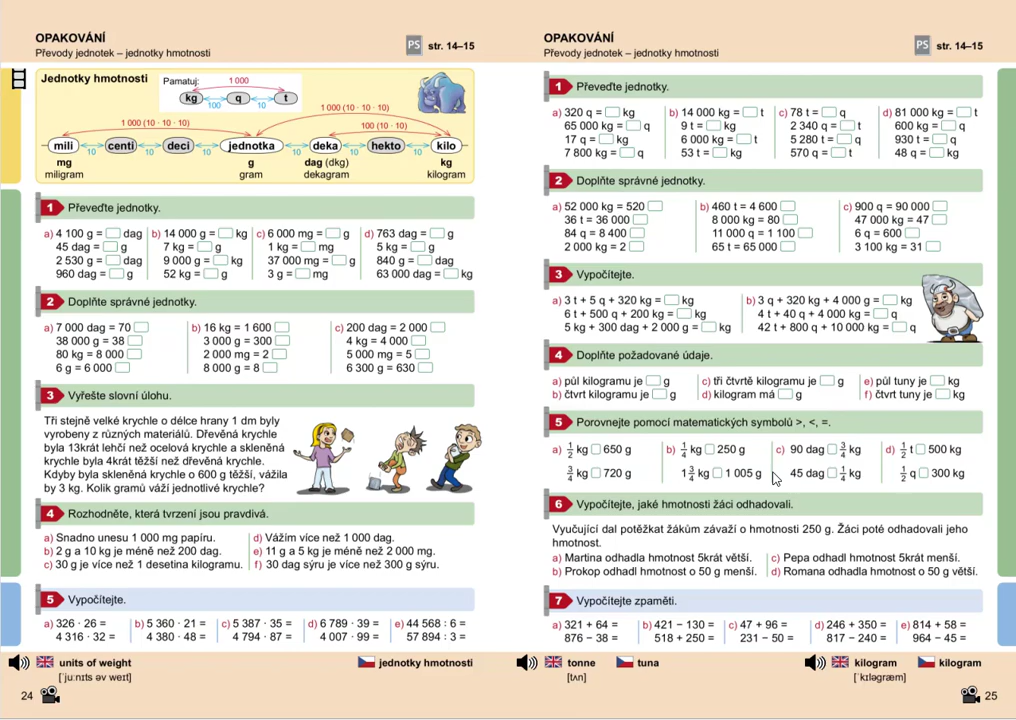 OPAKOVÁNÍ
Převody jednotek – jednotky hmotnosti
PS str. 14–15
Jednotky hmotnosti
Pamatuj:
1 000
kg q t
100 10
1 000 (10 · 10 · 10)
1 000 (10 · 10 · 10)
100 (10 · 10)
mili centi deci jednotka deka hekto kilo
10 10 10 10 10 10
mg g dag (dkg) kg
miligram gram dekagram kilogram
1 Převeďte jednotky.
a) 4 100 g = dag b) 14 000 g = kg c) 6 000 mg = g d) 763 dag = g
45 dag = g 7 kg = g 1 kg = mg 5 kg = g
2 530 g = dag 9 000 g = kg 37 000 mg = g 840 g = dag
960 dag = g 52 kg = g 3 g = mg 63 000 dag = kg
2 Doplňte správné jednotky.
a) 7 000 dag = 70 b) 16 kg = 1 600 c) 200 dag = 2 000
38 000 g = 38 3 000 g = 300 4 kg = 4 000
80 kg = 8 000 2 000 mg = 2 5 000 mg = 5
6 g = 6 000 8 000 g = 8 6 300 g = 630
3 Vyřešte slovní úlohu.
Tři stejně velké krychle o délce hrany 1 dm byly
vyrobeny z různých materiálů. Dřevěná krychle
byla 13krát lehčí než ocelová krychle a skleněná
krychle byla 4krát těžší než dřevěná krychle.
Kdyby byla skleněná krychle o 600 g těžší, vážila
by 3 kg. Kolik gramů váží jednotlivé krychle?
4 Rozhodněte, která tvrzení jsou pravdivá.
a) Snadno unesu 1 000 mg papíru. d) Vážím více než 1 000 dag.
b) 2 g a 10 kg je méně než 200 dag. e) 11 g a 5 kg je méně než 2 000 mg.
c) 30 g je více než 1 desetina kilogramu. f) 30 dag sýru je více než 300 g sýru.
5 Vypočítejte.
a) 326 · 26 = b) 5 360 · 21 = c) 5 387 · 35 = d) 6 789 · 39 = e) 44 568 : 6 =
4 316 · 32 = 4 380 · 48 = 4 794 · 87 = 4 007 · 99 = 57 894 : 3 =
units of weight jednotky hmotnosti
[ˈjuːnɪts əv weɪt]
24
OPAKOVÁNÍ
Převody jednotek – jednotky hmotnosti
PS str. 14–15
1 Převeďte jednotky.
a) 320 q = kg b) 14 000 kg = t c) 78 t = q d) 81 000 kg = t
65 000 kg = q 9 t = kg 2 340 q = t 600 kg = q
17 q = kg 6 000 kg = t 5 280 t = q 930 t = q
7 800 kg = q 53 t = kg 570 q = t 48 q = kg
2 Doplňte správné jednotky.
a) 52 000 kg = 520 b) 460 t = 4 600 c) 900 q = 90 000
36 t = 36 000 8 000 kg = 80 47 000 kg = 47
84 q = 8 400 11 000 q = 1 100 6 q = 600
2 000 kg = 2 65 t = 65 000 3 100 kg = 31
3 Vypočítejte.
a) 3 t + 5 q + 320 kg = kg b) 3 q + 320 kg + 4 000 g = kg
6 t + 500 q + 200 kg = kg 4 t + 40 q + 4 000 kg = q
5 kg + 300 dag + 2 000 g = kg 42 t + 800 q + 10 000 kg = q
4 Doplňte požadované údaje.
a) půl kilogramu je g c) tři čtvrtě kilogramu je g e) půl tuny je kg
b) čtvrt kilogramu je g d) kilogram má g f) čtvrt tuny je kg
5 Porovnejte pomocí matematických symbolů >, <, =.
a) 1/2 kg 650 g b) 1/4 kg 250 g c) 90 dag 3/4 kg d) 1/2 t 500 kg
3/4 kg 720 g 1 3/4 kg 1 005 g 45 dag 1/4 kg 1/2 q 300 kg
6 Vypočítejte, jaké hmotnosti žáci odhadovali.
Vyučující dal potěžkat žákům závaží o hmotnosti 250 g. Žáci poté odhadovali jeho
hmotnost.
a) Martina odhadla hmotnost 5krát větší. c) Pepa odhadl hmotnost 5krát menší.
b) Prokop odhadl hmotnost o 50 g menší. d) Romana odhadla hmotnost o 50 g větší.
7 Vypočítejte zpaměti.
a) 321 + 64 = b) 421 − 130 = c) 47 + 96 = d) 246 + 350 = e) 814 + 58 =
876 − 38 = 518 + 250 = 231 − 50 = 817 − 240 = 964 − 45 =
tonne tuna kilogram kilogram
[tʌn] [ˈkɪləgræm]
25